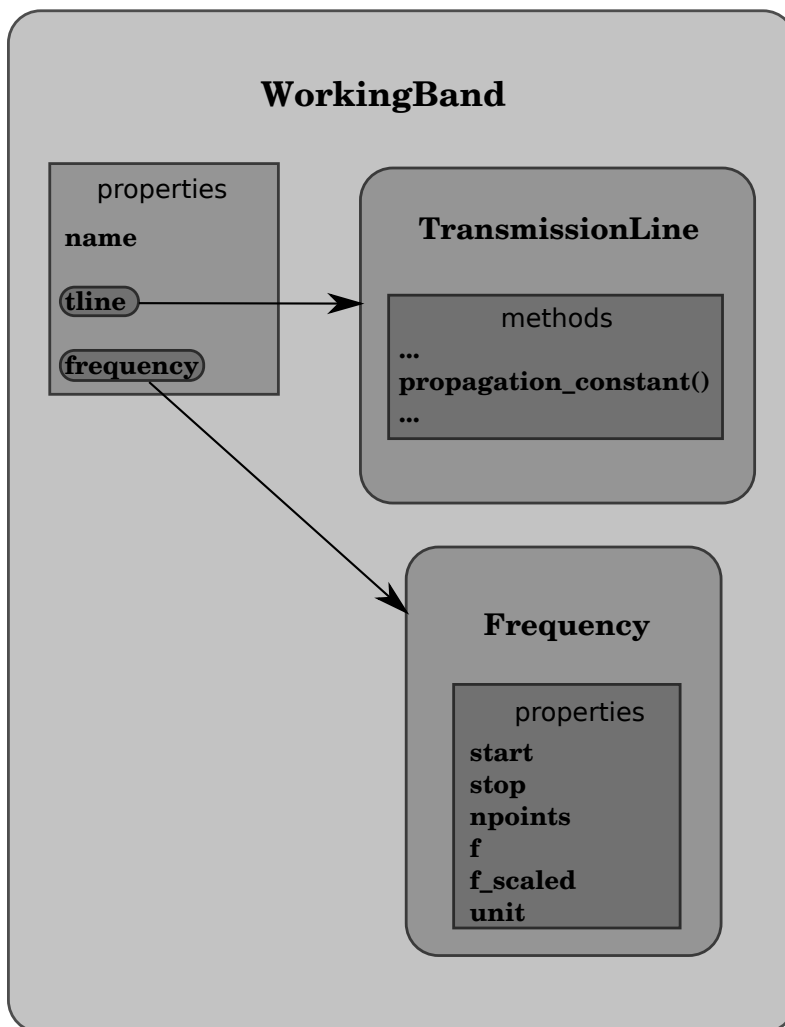 WorkingBand
properties
name
tline
frequency
TransmissionLine
methods
...
propagation_constant()
...
Frequency
properties
start
stop
npoints
f
f_scaled
unit